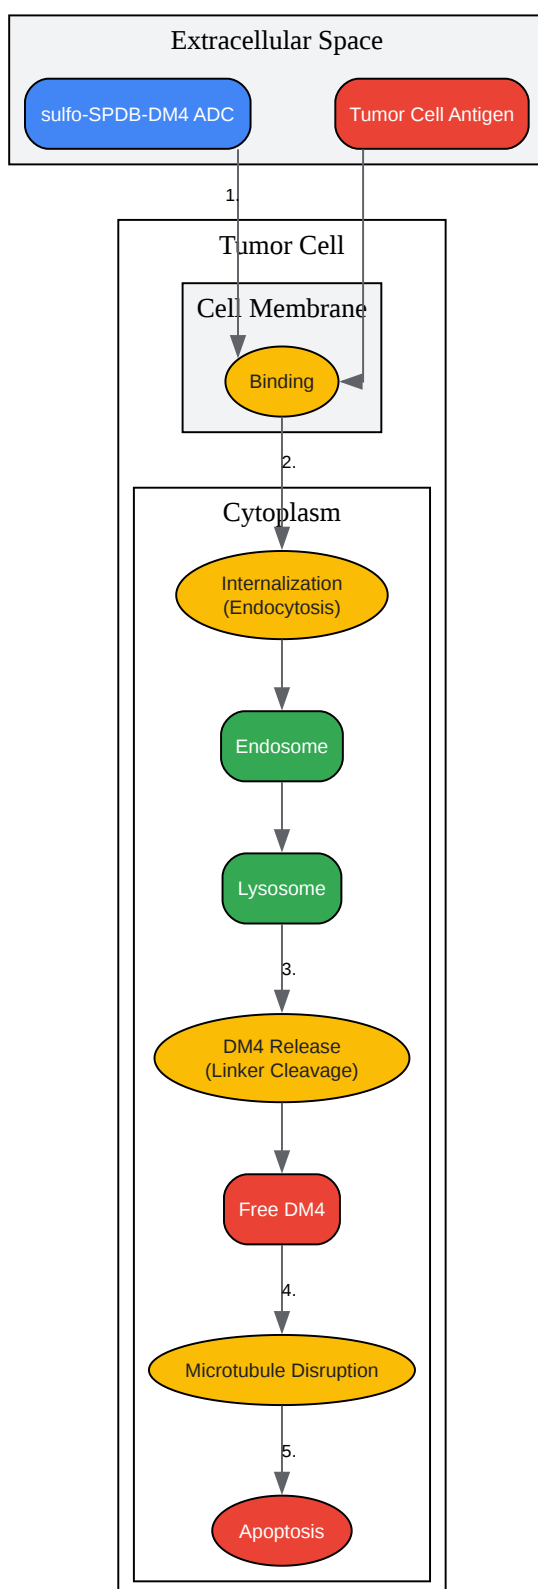 Extracellular Space
sulfo-SPDB-DM4 ADC
Tumor Cell Antigen
1.
Tumor Cell
Cell Membrane
Binding
2.
Cytoplasm
Internalization
(Endocytosis)
Endosome
Lysosome
3.
DM4 Release
(Linker Cleavage)
Free DM4
4.
Microtubule Disruption
5.
Apoptosis